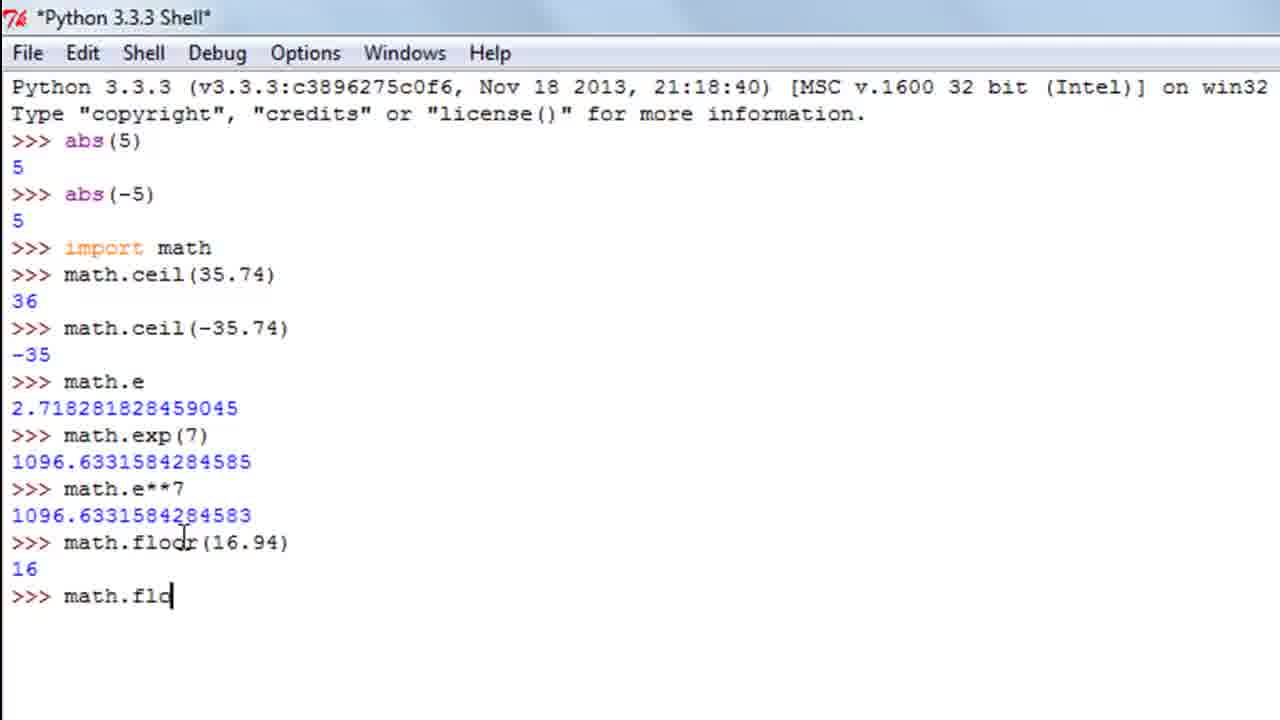 *Python 3.3.3 Shell*
File Edit Shell Debug Options Windows Help
Python 3.3.3 (v3.3.3:c3896275c0f6, Nov 18 2013, 21:18:40) [MSC v.1600 32 bit (Intel)] on win32
Type "copyright", "credits" or "license()" for more information.
>>> abs(5)
5
>>> abs(-5)
5
>>> import math
>>> math.ceil(35.74)
36
>>> math.ceil(-35.74)
-35
>>> math.e
2.718281828459045
>>> math.exp(7)
1096.6331584284585
>>> math.e**7
1096.6331584284583
>>> math.floor(16.94)
16
>>> math.flo